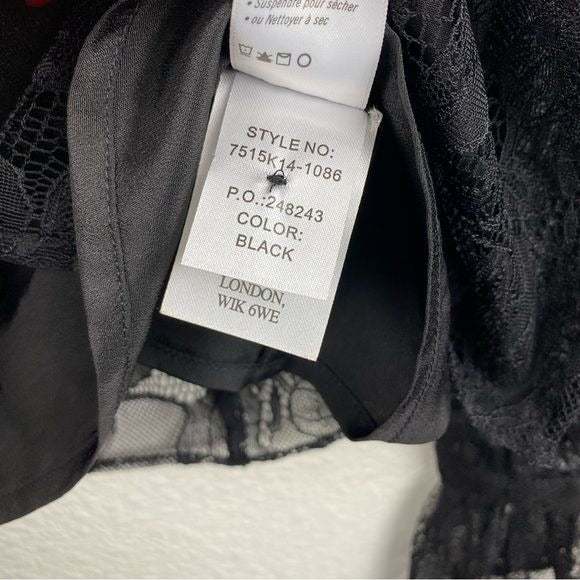 • Suspendre pour sécher
• ou Nettoyer à sec
STYLE NO:
7515K14-1086
P.O.:248243
COLOR:
BLACK
LONDON,
WIK 6WE